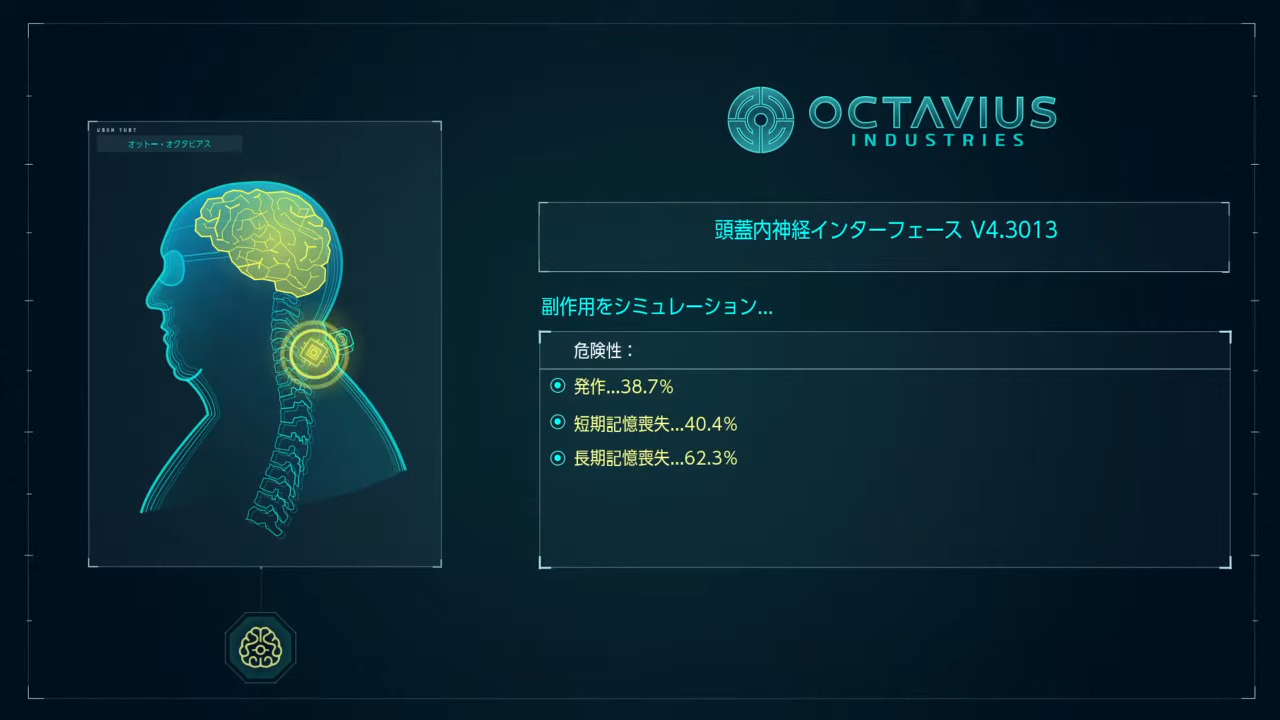 USER TEST
オットー・オクタビアス
OCTAVIUS
INDUSTRIES
頭蓋内神経インターフェース V4.3013
副作用をシミュレーション...
危険性：
発作...38.7%
短期記憶喪失...40.4%
長期記憶喪失...62.3%